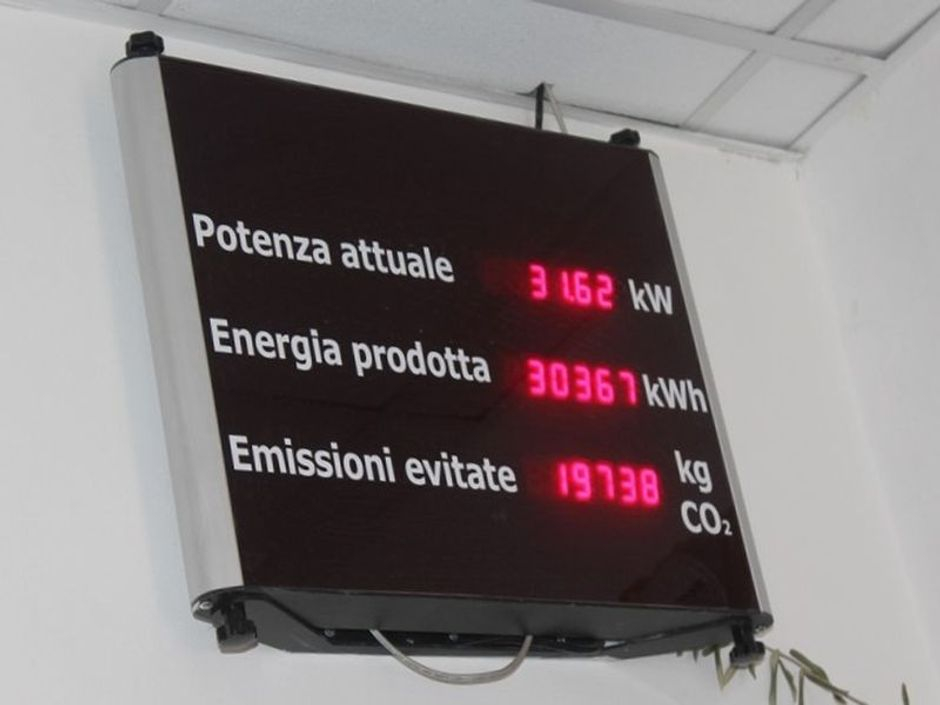 Potenza attuale 31.62 kW
Energia prodotta 30367 kWh
Emissioni evitate 19738 kg
CO₂